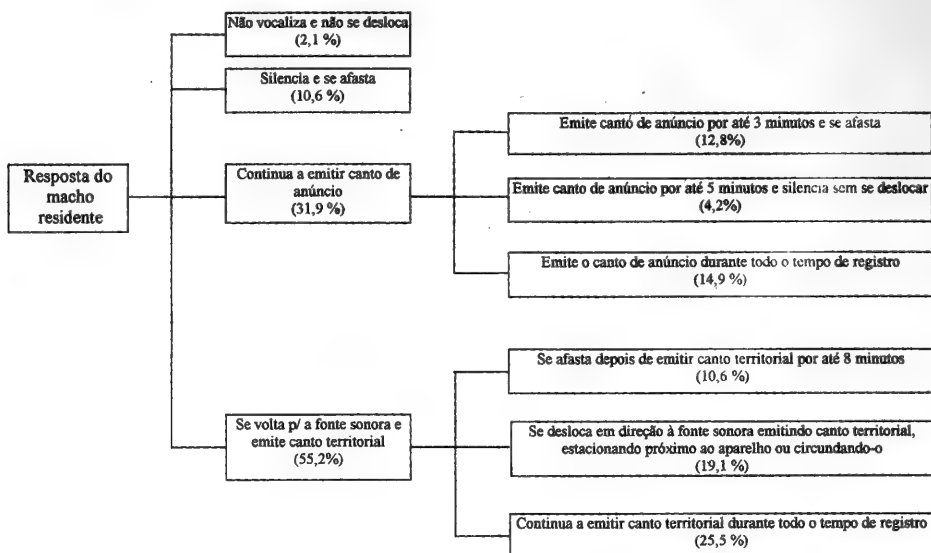 Resposta do
macho
residente
Não vocaliza e não se desloca
(2,1 %)
Silencia e se afasta
(10,6 %)
Continua a emitir canto de
anúncio
(31,9 %)
Emite cantó de anúncio por até 3 minutos e se afasta
(12,8%)
Emite canto de anúncio por até 5 minutos e silencia sem se deslocar
(4,2%)
Emite o canto de anúncio durante todo o tempo de registro
(14,9 %)
Se volta p/ a fonte sonora e
emite canto territorial
(55,2%)
Se afasta depois de emitir canto territorial por até 8 minutos
(10,6 %)
Se desloca em direção à fonte sonora emitindo canto territorial,
estacionando próximo ao aparelho ou circundando-o
(19,1 %)
Continua a emitir canto territorial durante todo o tempo de registro
(25,5 %)